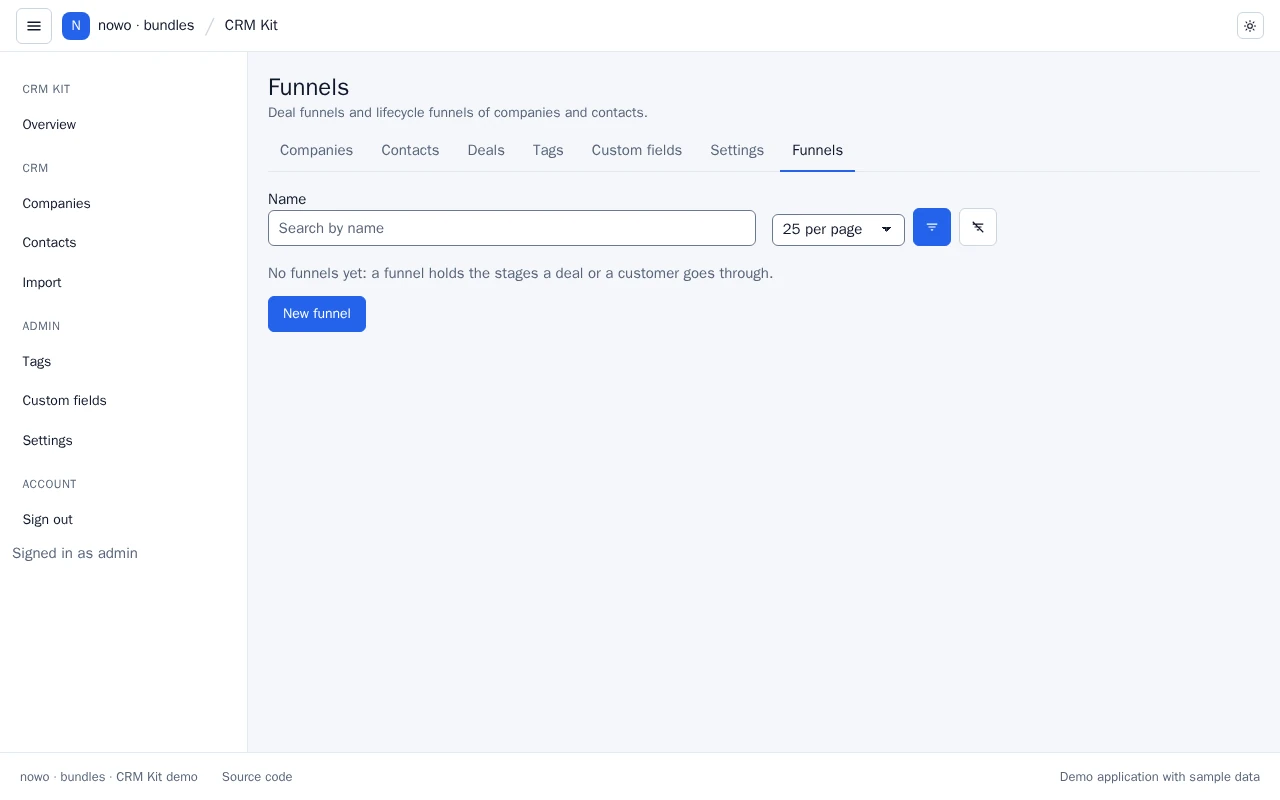 N nowo · bundles / CRM Kit
CRM KIT
Overview
CRM
Companies
Contacts
Import
ADMIN
Tags
Custom fields
Settings
ACCOUNT
Sign out
Signed in as admin
Funnels
Deal funnels and lifecycle funnels of companies and contacts.
Companies Contacts Deals Tags Custom fields Settings Funnels
Name
Search by name 25 per page
No funnels yet: a funnel holds the stages a deal or a customer goes through.
New funnel
nowo · bundles · CRM Kit demo Source code Demo application with sample data